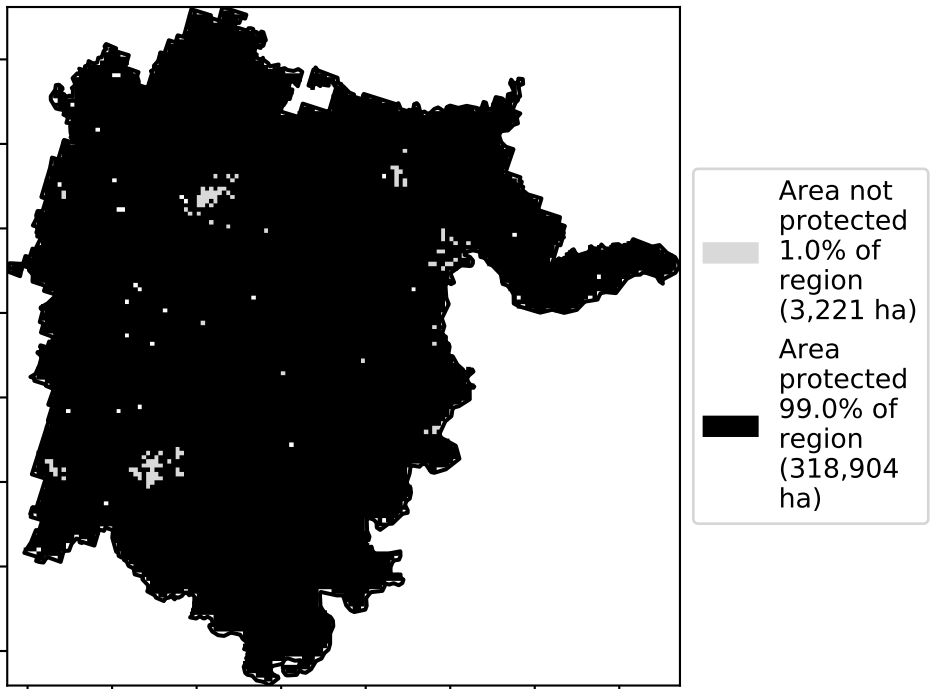 Area not
protected
1.0% of
region
(3,221 ha)
Area
protected
99.0% of
region
(318,904
ha)